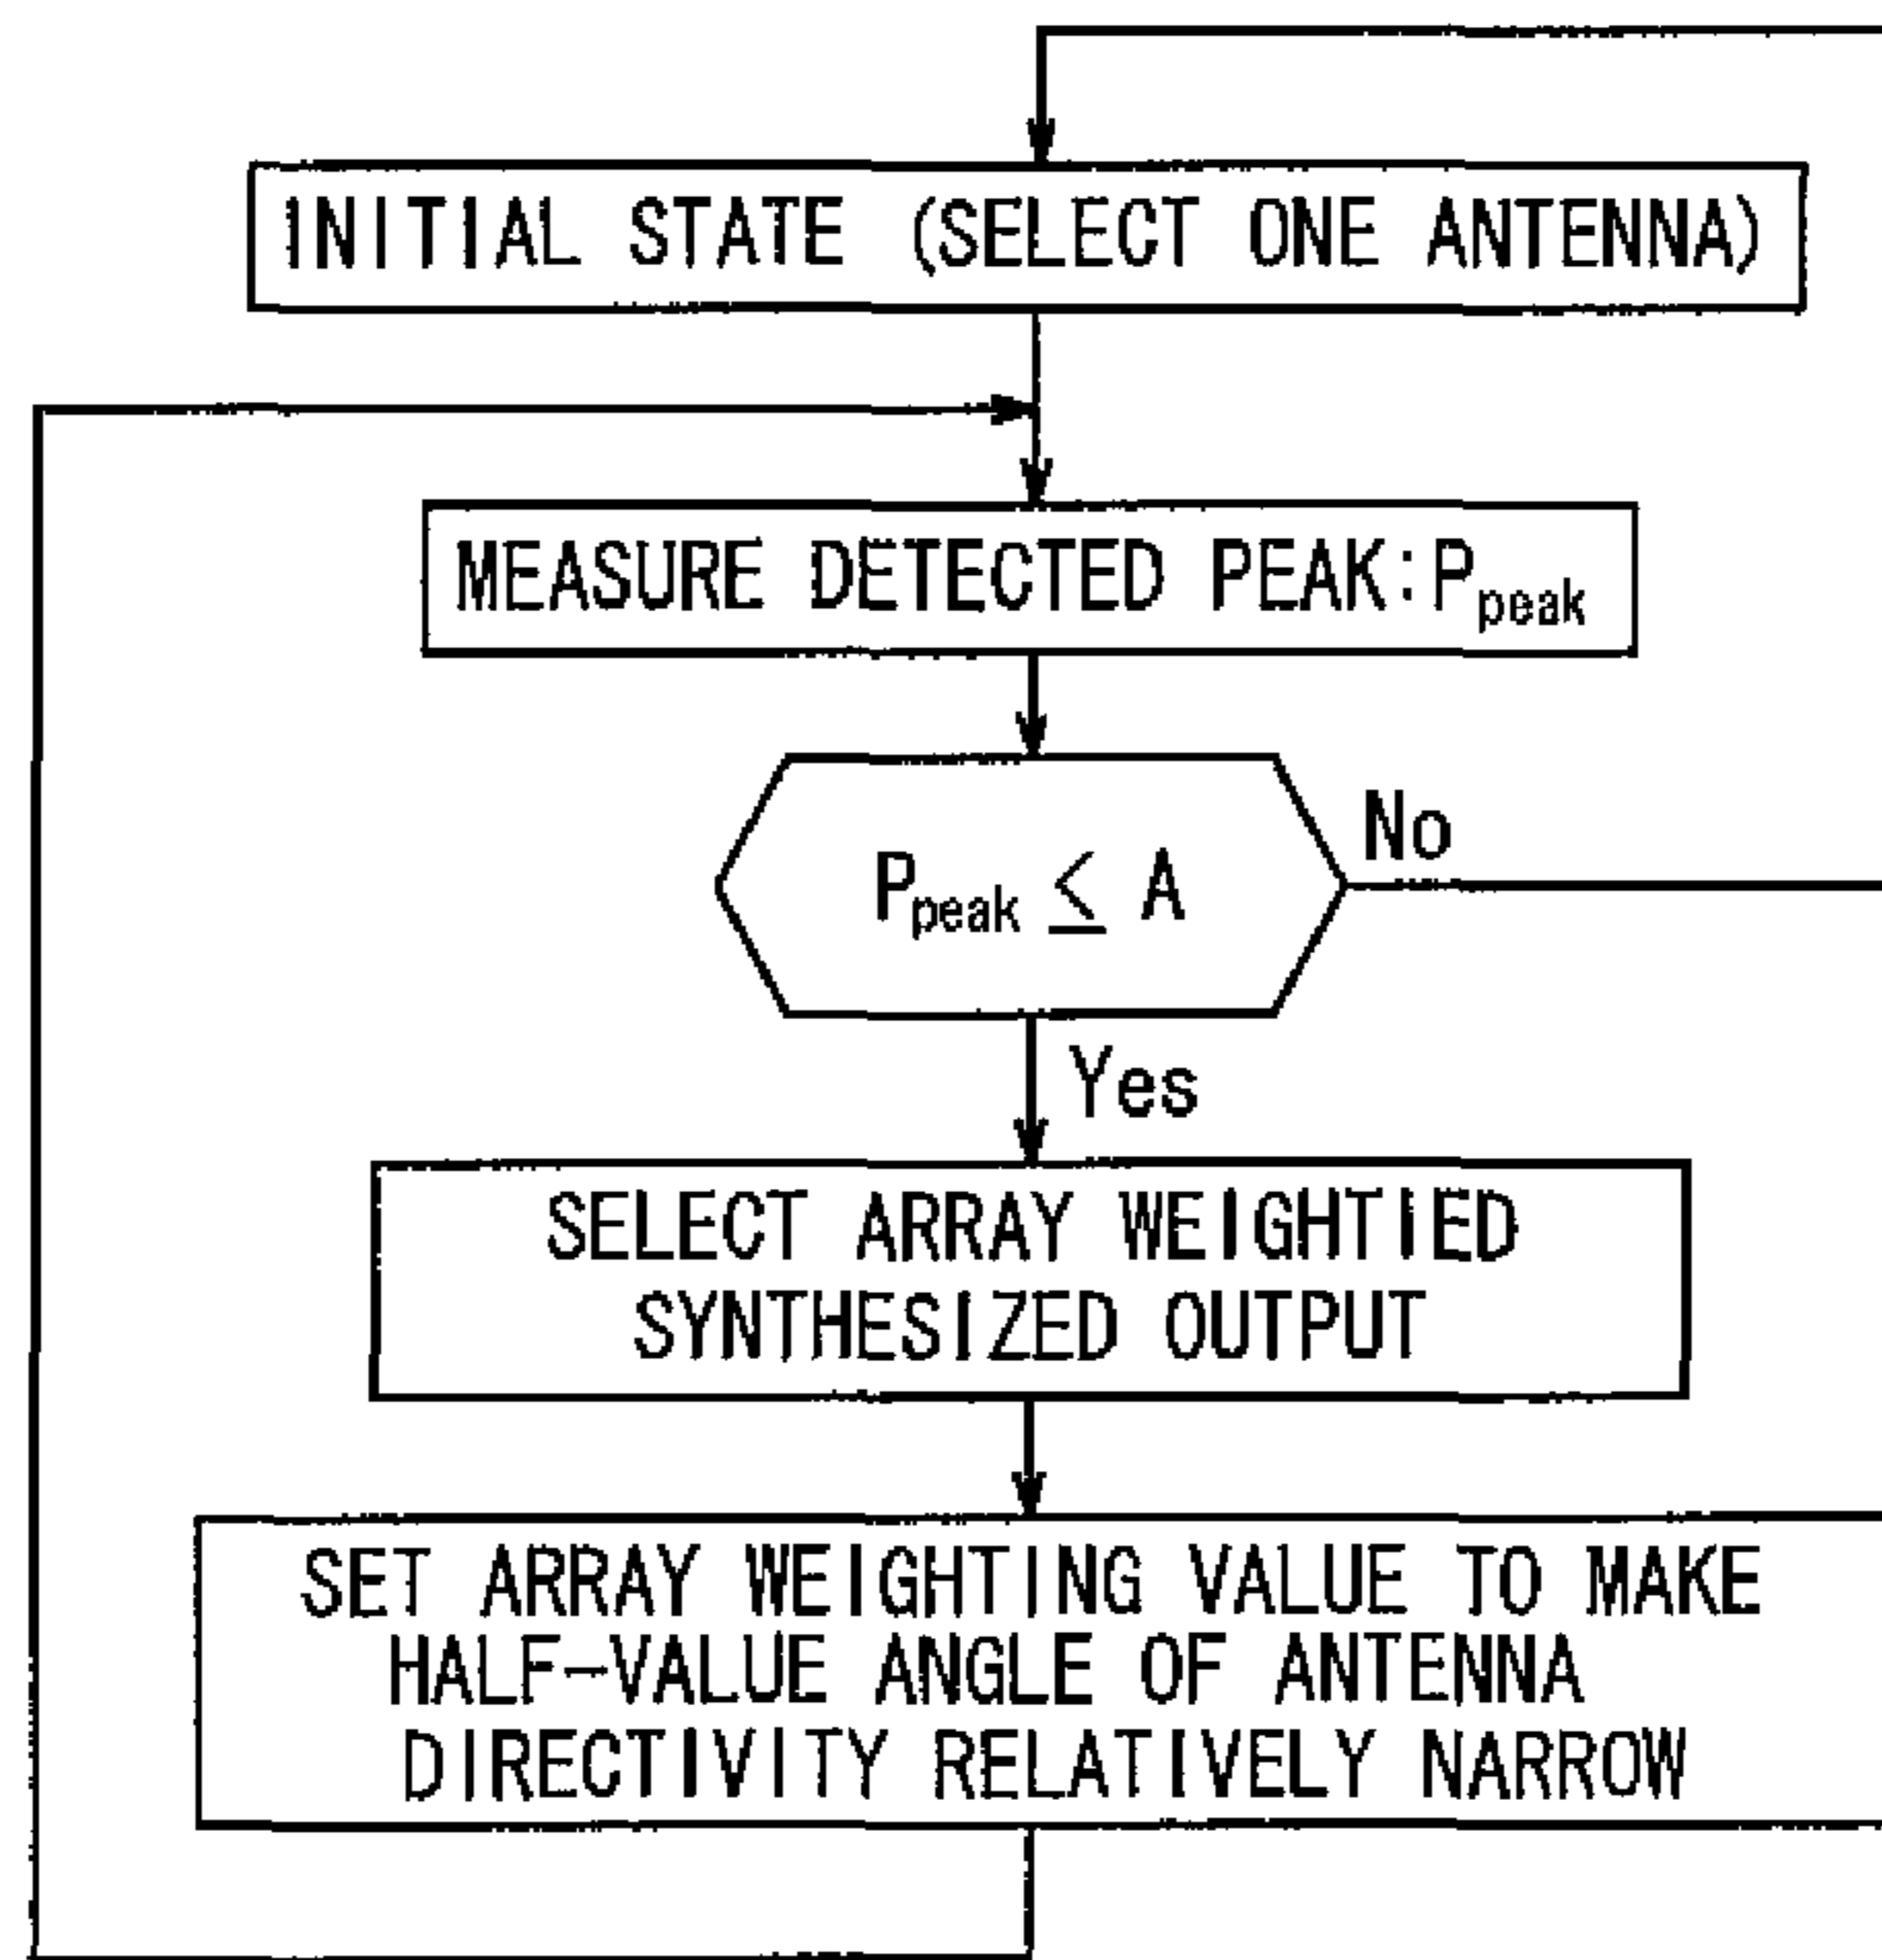 INITIAL STATE (SELECT ONE ANTENNA)
MEASURE DETECTED PEAK:Ppeak
Ppeak ≤ A
No
Yes
SELECT ARRAY WEIGHTIED
SYNTHESIZED OUTPUT
SET ARRAY WEIGHTING VALUE TO MAKE
HALF-VALUE ANGLE OF ANTENNA
DIRECTIVITY RELATIVELY NARROW